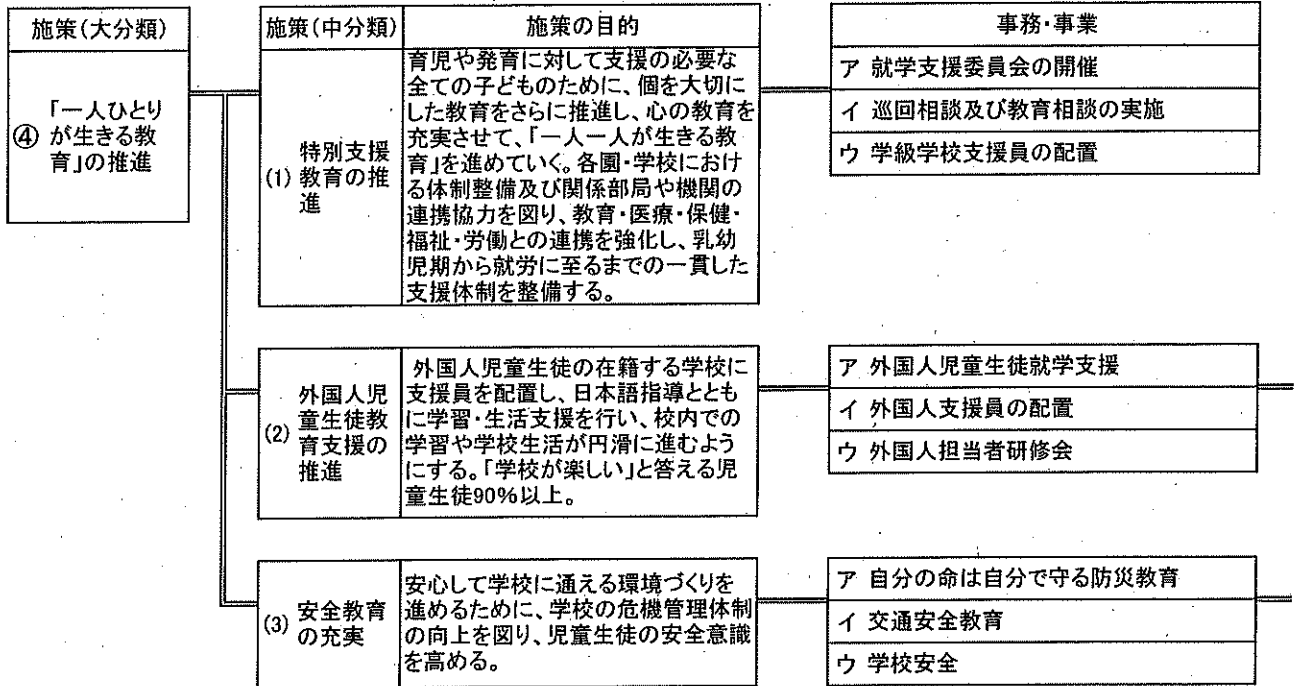 施策(大分類)
④ 「一人ひとり
が生きる教
育」の推進
施策(中分類)
施策の目的
事務・事業
(1) 特別支援
教育の推
進
育児や発育に対して支援の必要な
全ての子どものために、個を大切に
した教育をさらに推進し、心の教育を
充実させて、「一人一人が生きる教
育」を進めていく。各園・学校におけ
る体制整備及び関係部局や機関の
連携協力を図り、教育・医療・保健・
福祉・労働との連携を強化し、乳幼
児期から就労に至るまでの一貫した
支援体制を整備する。
ア 就学支援委員会の開催
イ 巡回相談及び教育相談の実施
ウ 学級学校支援員の配置
(2) 外国人児
童生徒教
育支援の
推進
外国人児童生徒の在籍する学校に
支援員を配置し、日本語指導ととも
に学習・生活支援を行い、校内での
学習や学校生活が円滑に進むよう
にする。「学校が楽しい」と答える児
童生徒90%以上。
ア 外国人児童生徒就学支援
イ 外国人支援員の配置
ウ 外国人担当者研修会
(3) 安全教育
の充実
安心して学校に通える環境づくりを
進めるために、学校の危機管理体制
の向上を図り、児童生徒の安全意識
を高める。
ア 自分の命は自分で守る防災教育
イ 交通安全教育
ウ 学校安全